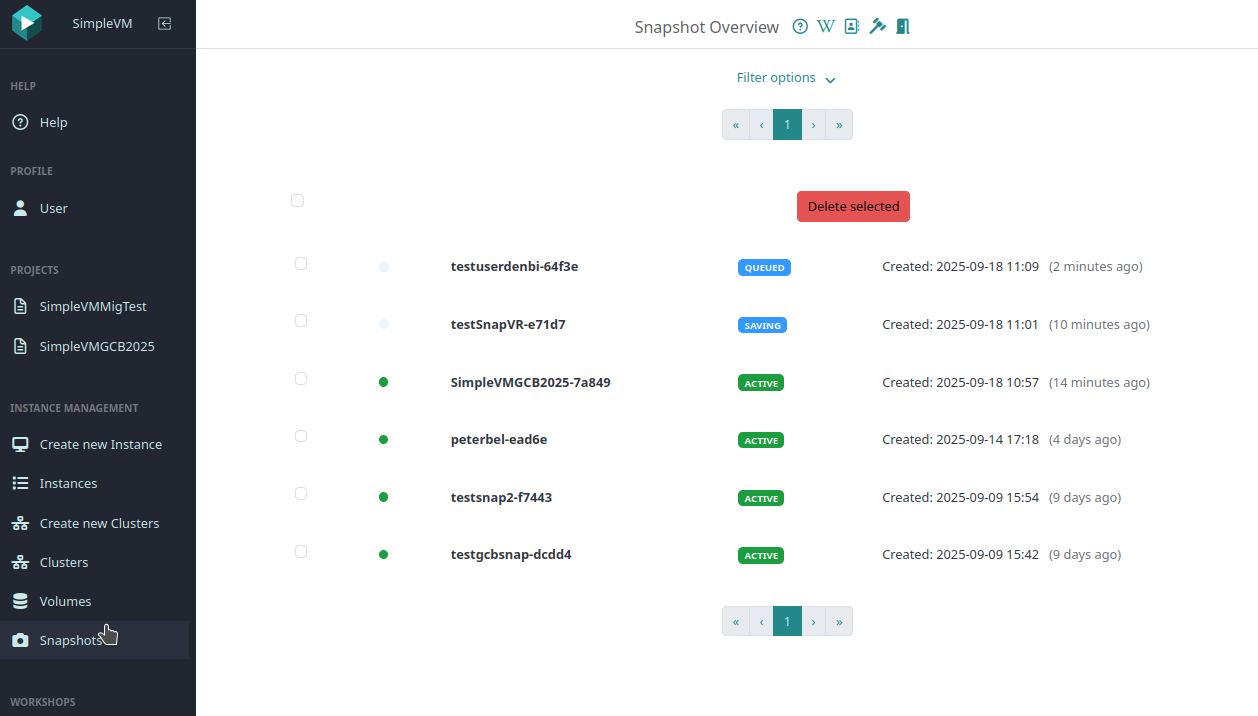 SimpleVM
HELP
Help
PROFILE
User
PROJECTS
SimpleVMMigTest
SimpleVMGCB2025
INSTANCE MANAGEMENT
Create new Instance
Instances
Create new Clusters
Clusters
Volumes
Snapshots
WORKSHOPS
Snapshot Overview W
Filter options
« ‹ 1 › »
Delete selected
testuserdenbi-64f3e QUEUED Created: 2025-09-18 11:09 (2 minutes ago)
testSnapVR-e71d7 SAVING Created: 2025-09-18 11:01 (10 minutes ago)
SimpleVMGCB2025-7a849 ACTIVE Created: 2025-09-18 10:57 (14 minutes ago)
peterbel-ead6e ACTIVE Created: 2025-09-14 17:18 (4 days ago)
testsnap2-f7443 ACTIVE Created: 2025-09-09 15:54 (9 days ago)
testgcbsnap-dcdd4 ACTIVE Created: 2025-09-09 15:42 (9 days ago)
« ‹ 1 › »